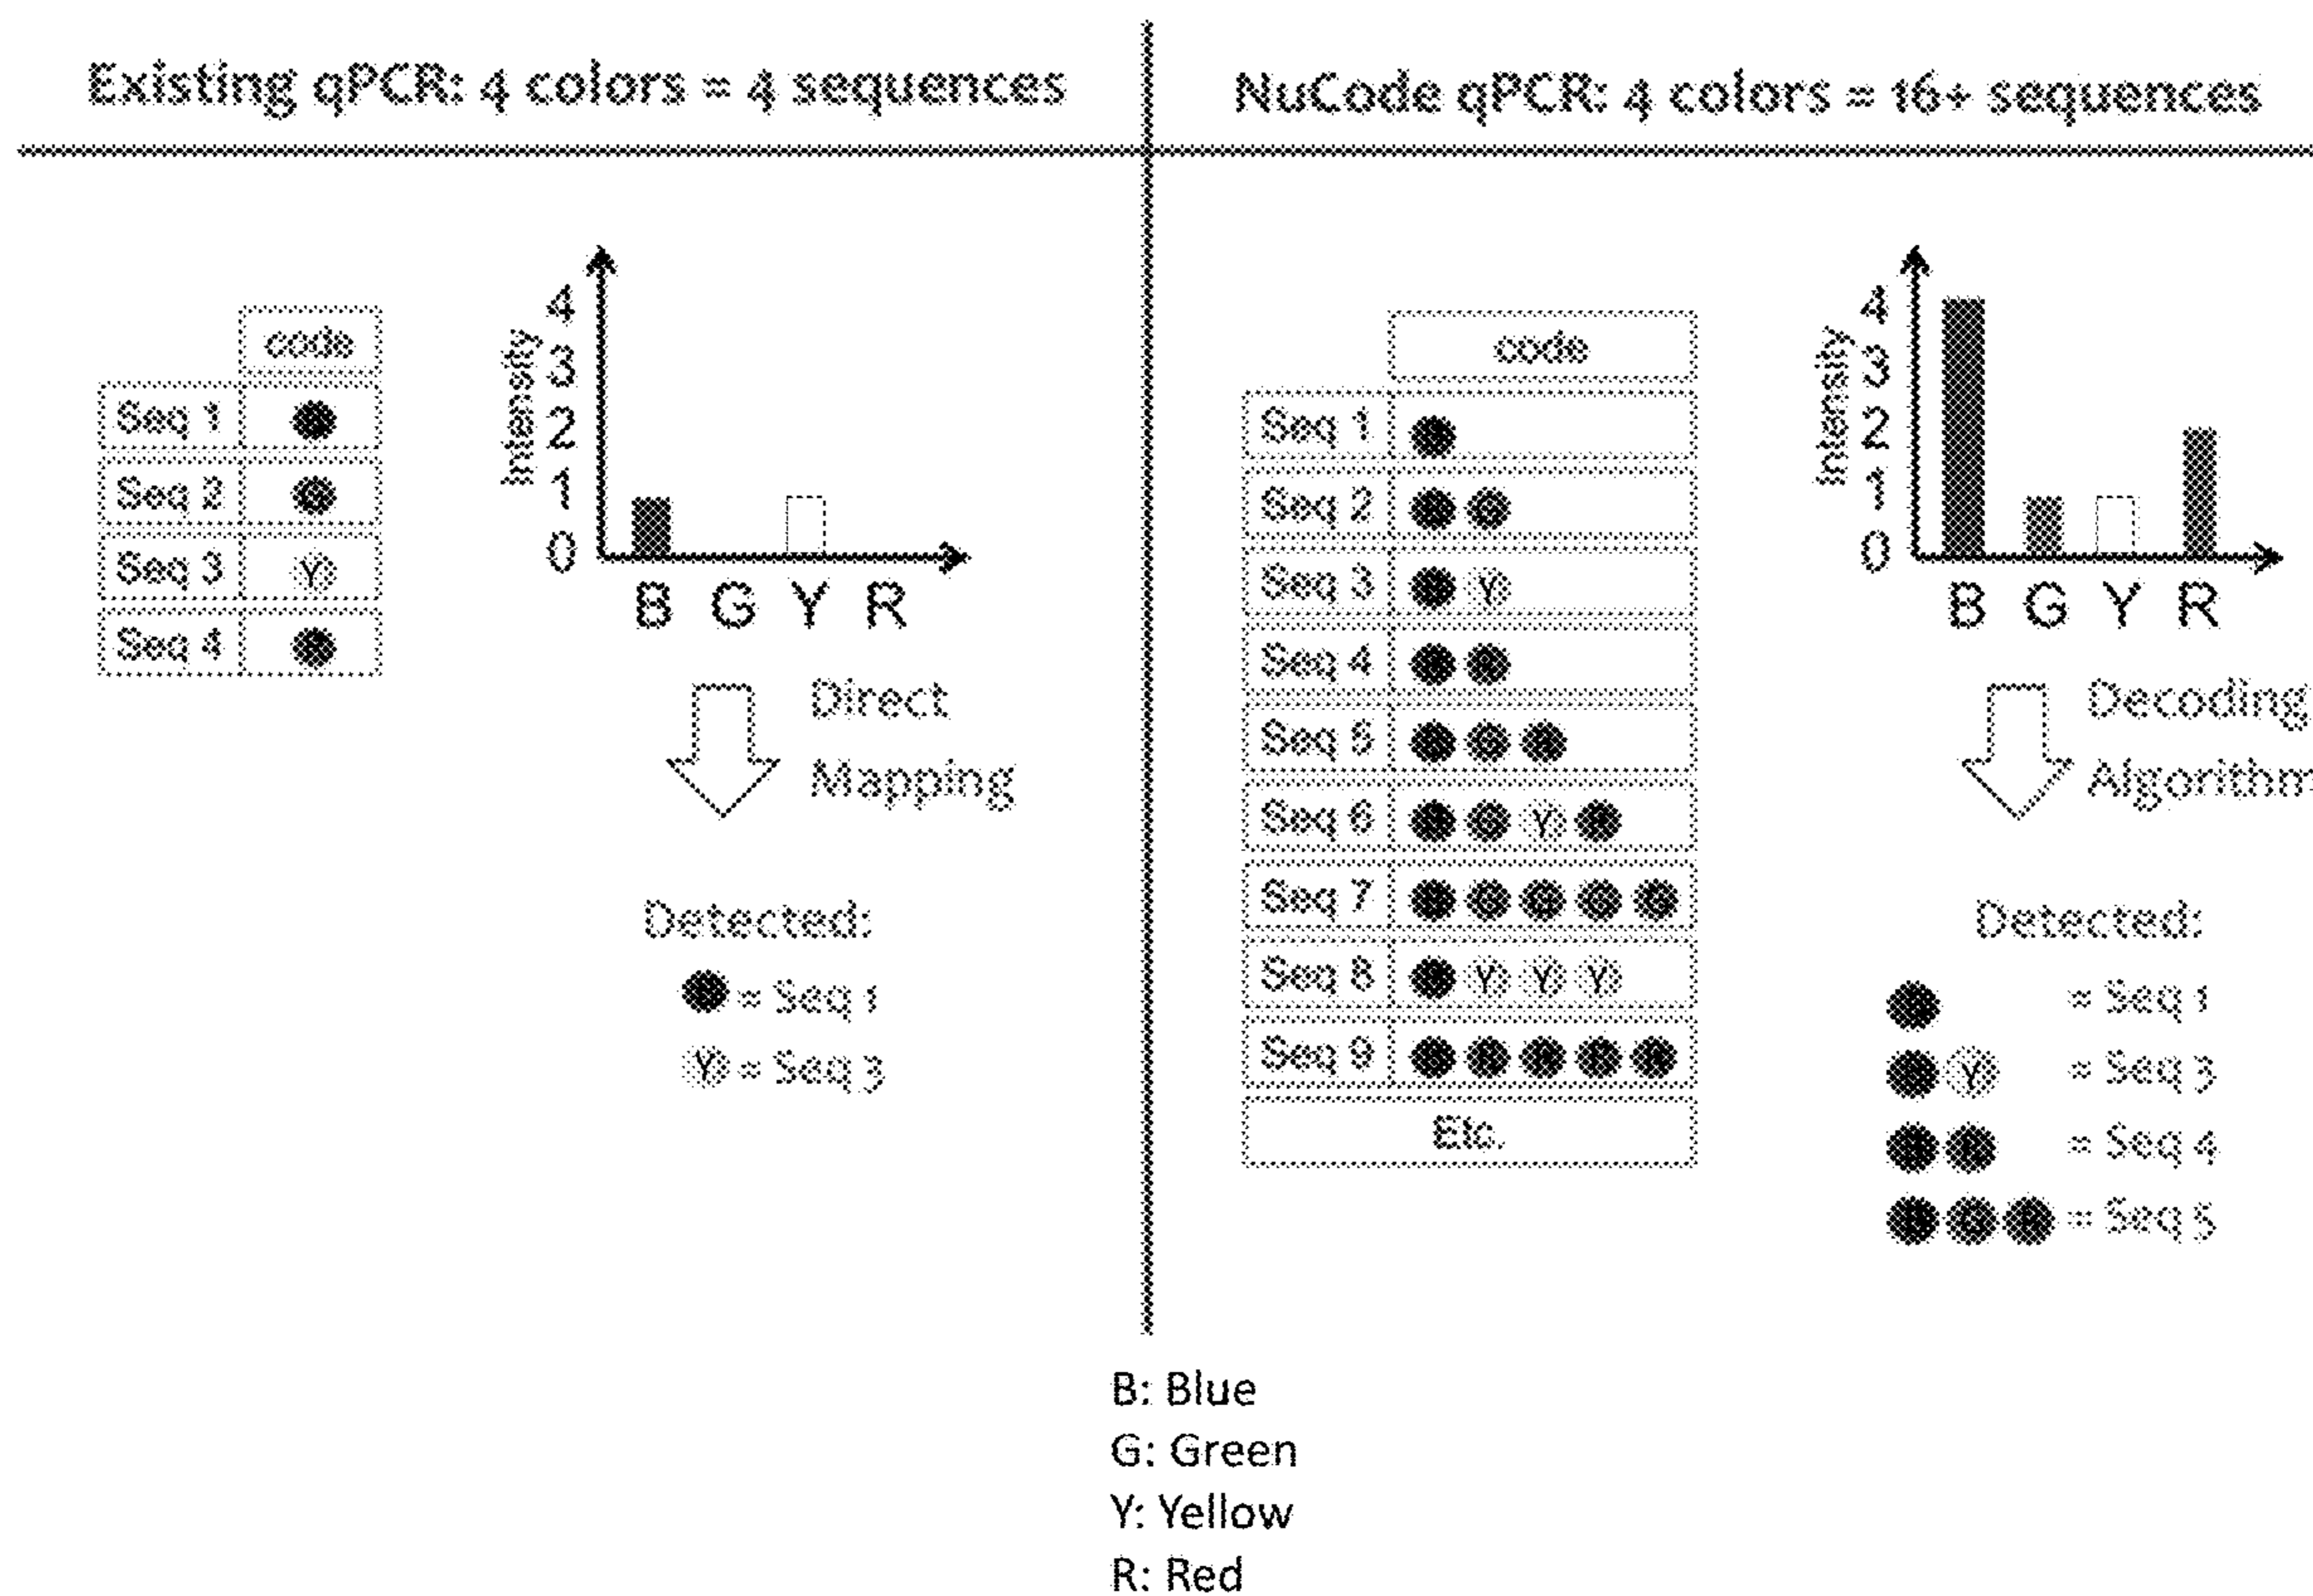 Existing qPCR: 4 colors = 4 sequences
code
Seq 1
Seq 2 G
Seq 3 Y
Seq 4
Intensity
4
3
2
1
0
B G Y R
Direct
Mapping
Detected:
= Seq 1
Y = Seq 3
NuCode qPCR: 4 colors = 16+ sequences
code
Seq 1
Seq 2 G
Seq 3 Y
Seq 4
Seq 5 G
Seq 6 G Y
Seq 7 G G G G
Seq 8 Y Y Y
Seq 9
Etc.
Intensity
4
3
2
1
0
B G Y R
Decoding
Algorithm
Detected:
= Seq 1
Y = Seq 3
= Seq 4
G = Seq 5
B: Blue
G: Green
Y: Yellow
R: Red